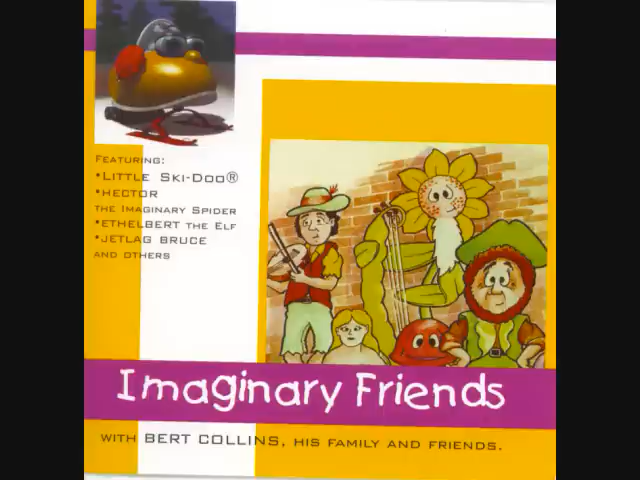 FEATURING:
•LITTLE SKI-DOO®
•HECTOR
THE IMAGINARY SPIDER
•ETHELBERT THE ELF
•JETLAG BRUCE
AND OTHERS
Imaginary Friends
WITH BERT COLLINS, HIS FAMILY AND FRIENDS.